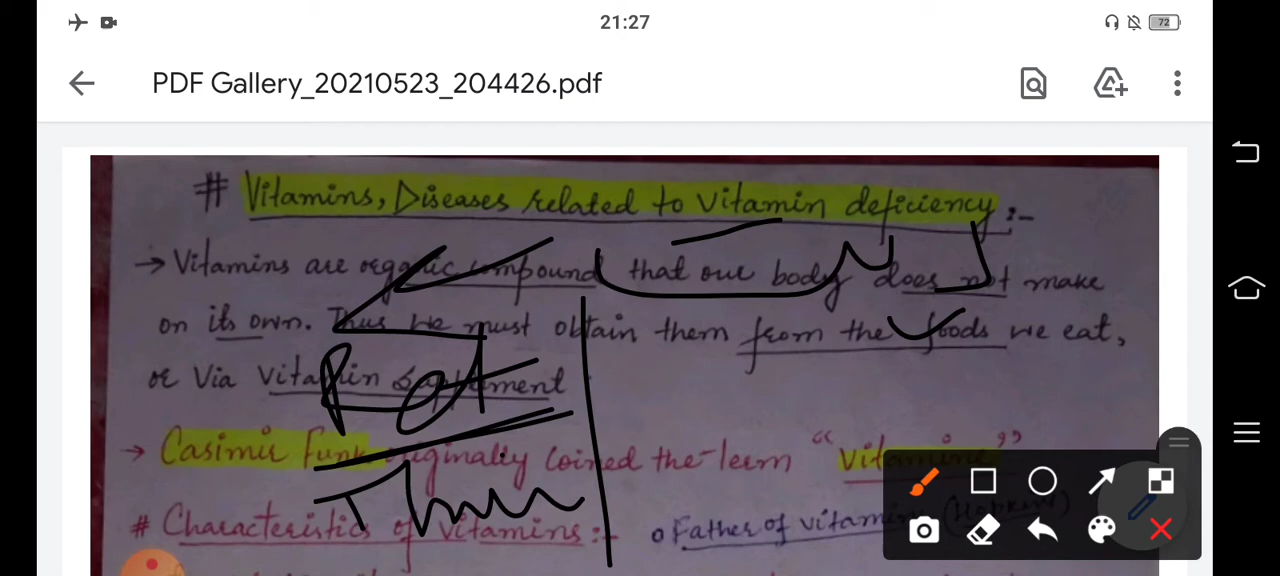 21:27
72
PDF Gallery_20210523_204426.pdf
# Vitamins, Diseases related to vitamin deficiency :-
→ Vitamins are organic compound that our body does not make
on its own. Thus We must obtain them from the foods we eat,
or Via Vitamin Supplement
→ Casimir Funk originally coined the term " Vitamine "
# Characteristics of Vitamins :- o Father of vitamin